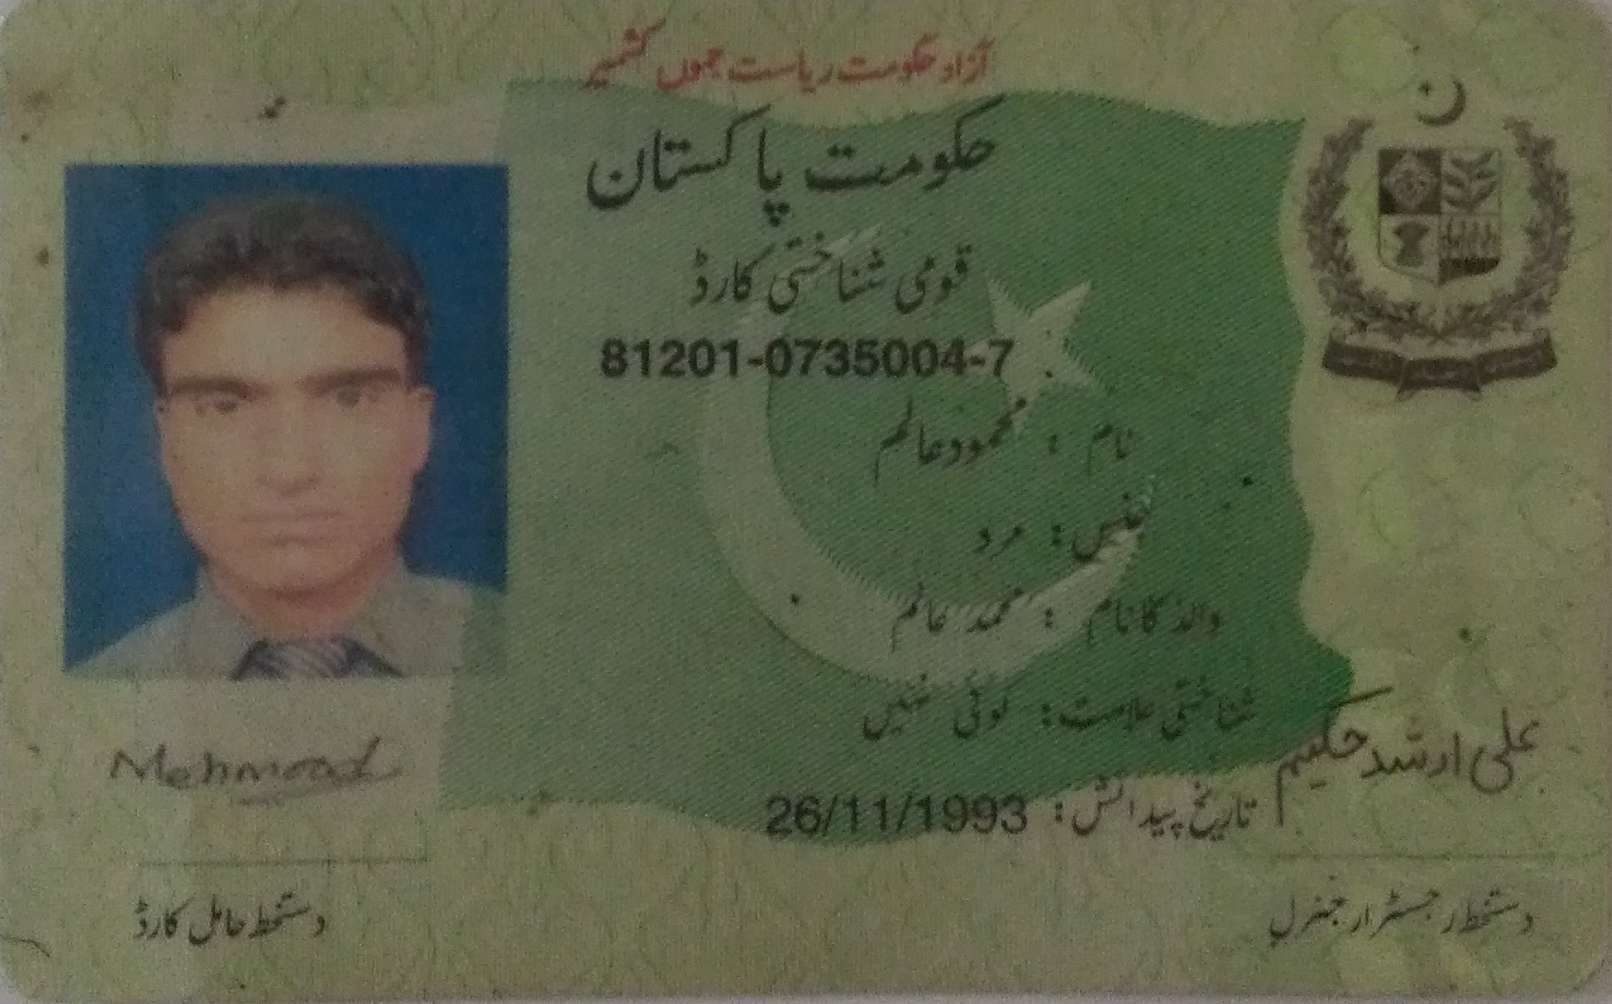 آزاد حکومت ریاست جموں کشمیر
حکومت پاکستان
قومی شناختی کارڈ
81201-0735004-7
نام : محمود عالم
جنس: مرد
والد کا نام : محمد عالم
شناختی علامت: کوئی نہیں
تاریخ پیدائش: 26/11/1993
Mehmood
علی ارشد حکیم
دستخط حامل کارڈ
دستخط رجسٹرار جنرل